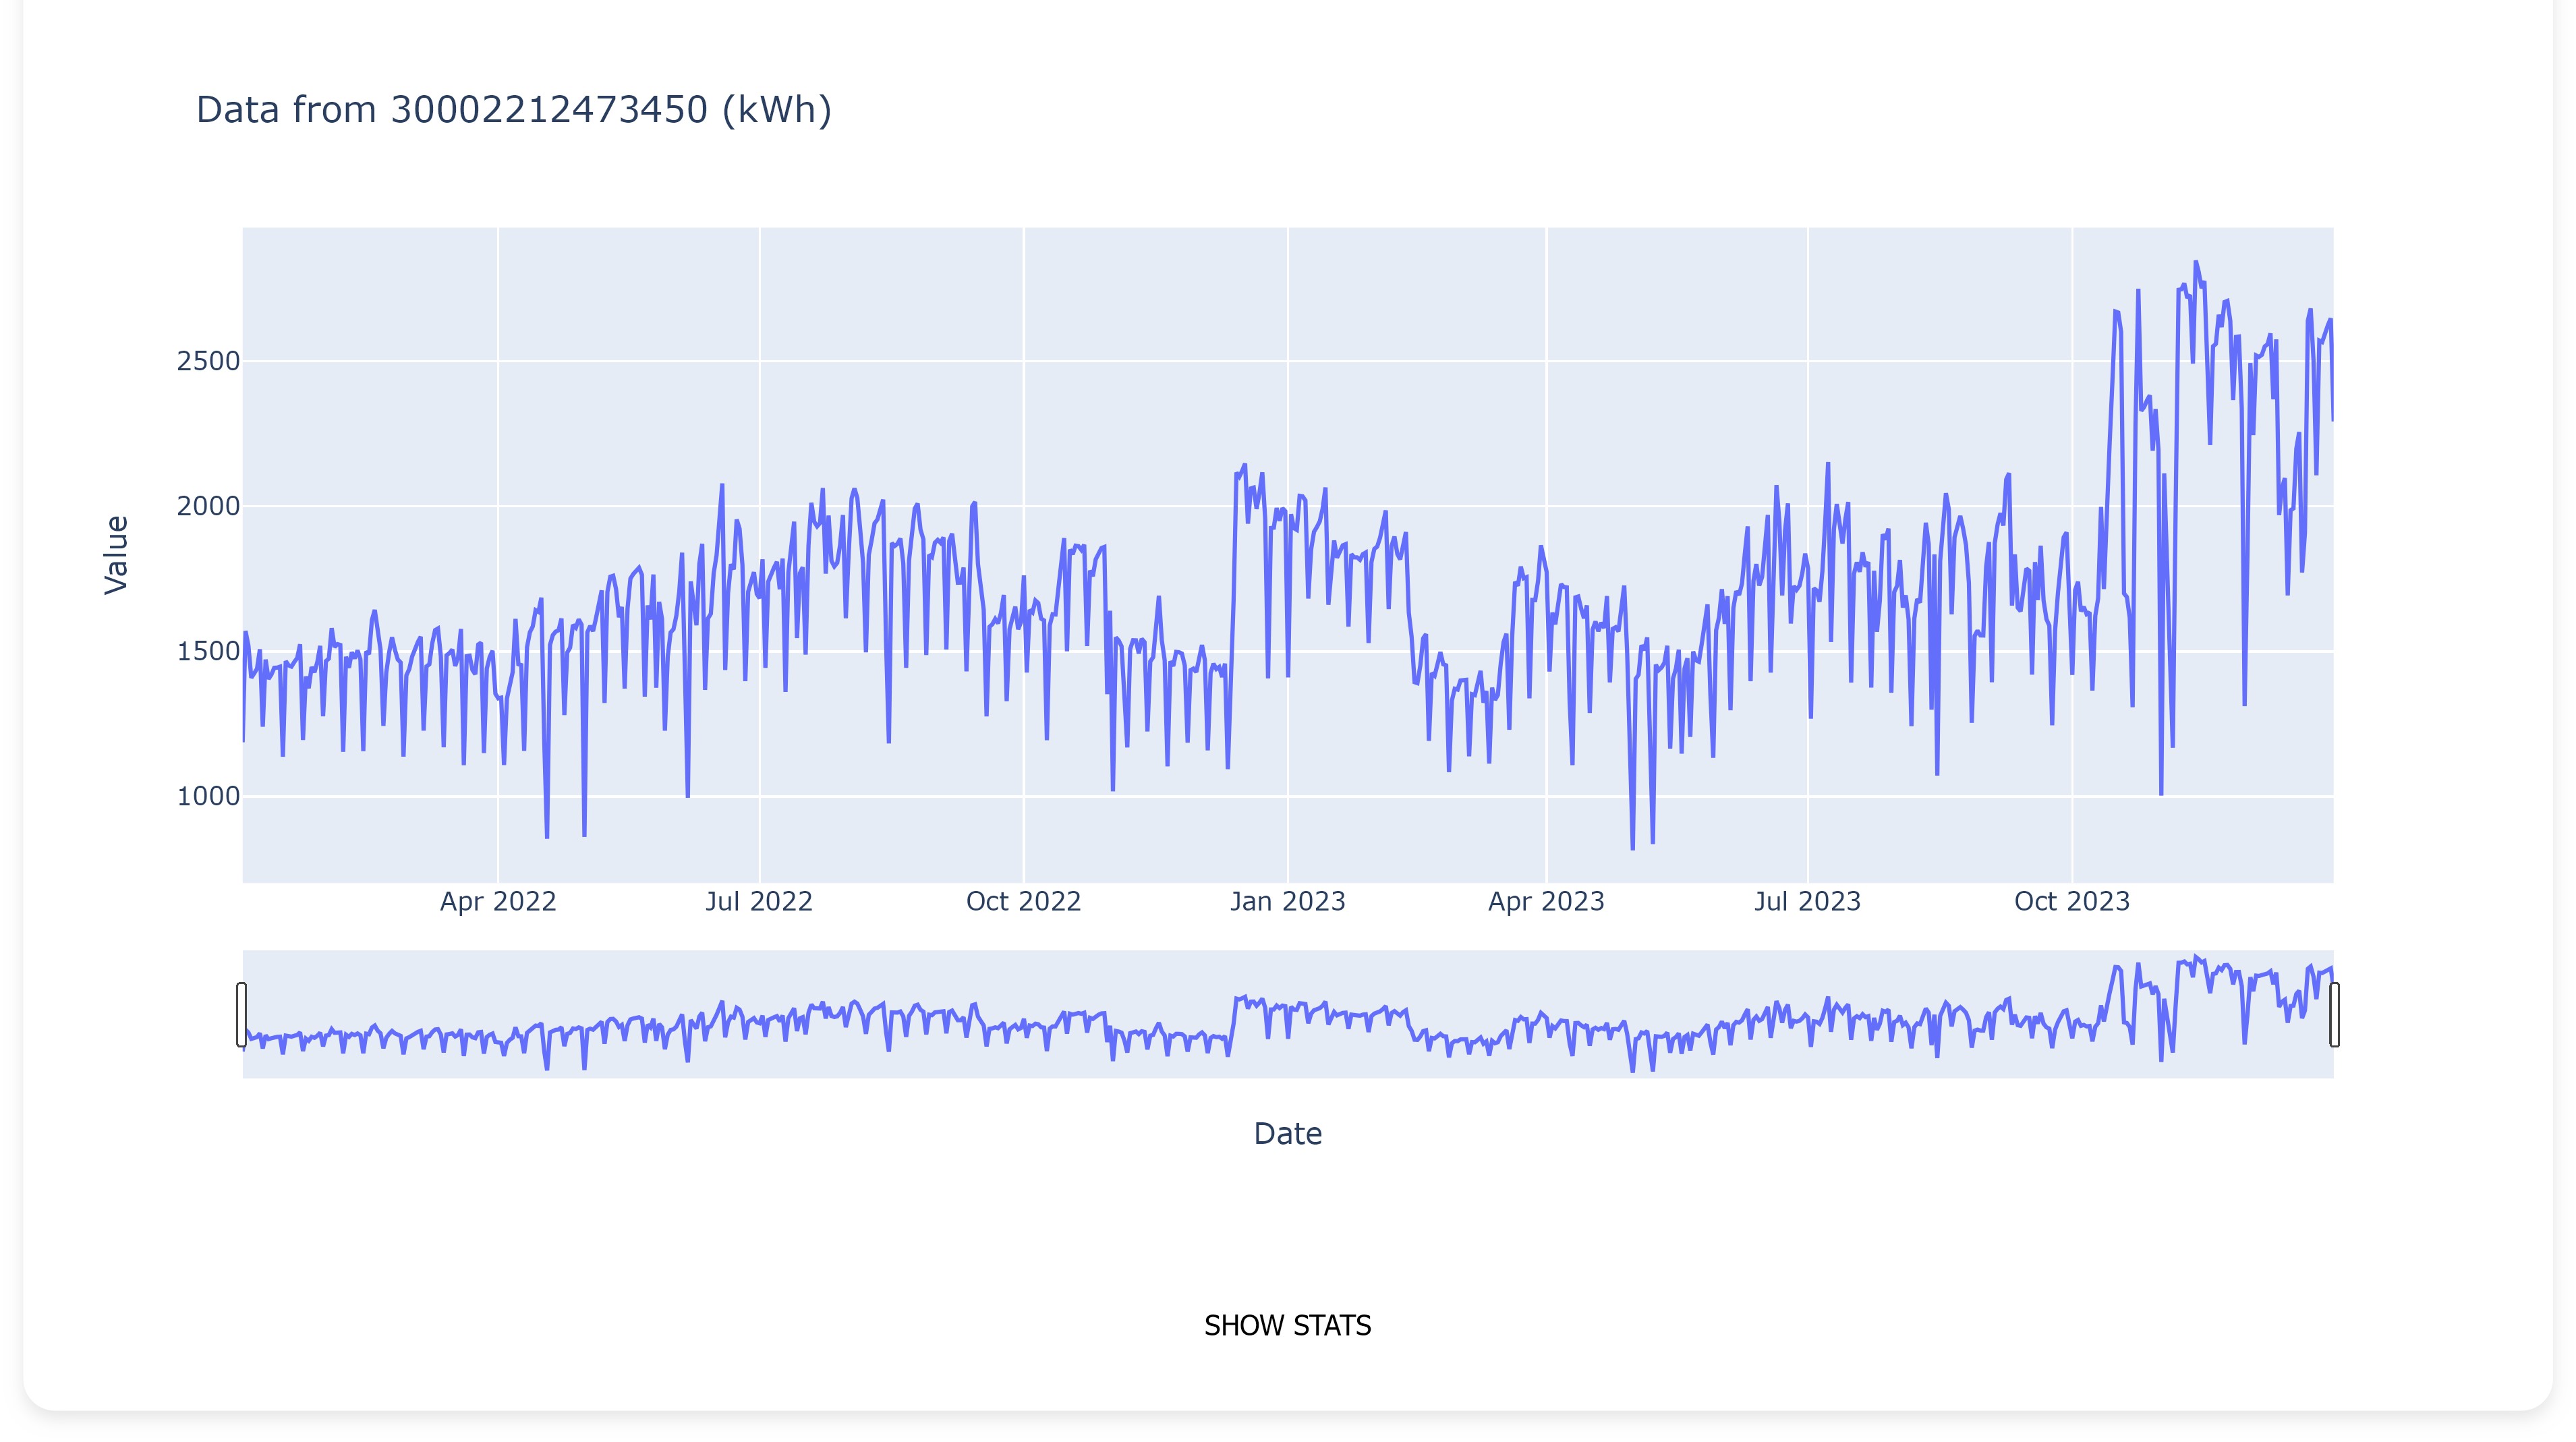 Data from 30002212473450 (kWh)
Value
2500
2000
1500
1000
Apr 2022
Jul 2022
Oct 2022
Jan 2023
Apr 2023
Jul 2023
Oct 2023
Date
SHOW STATS